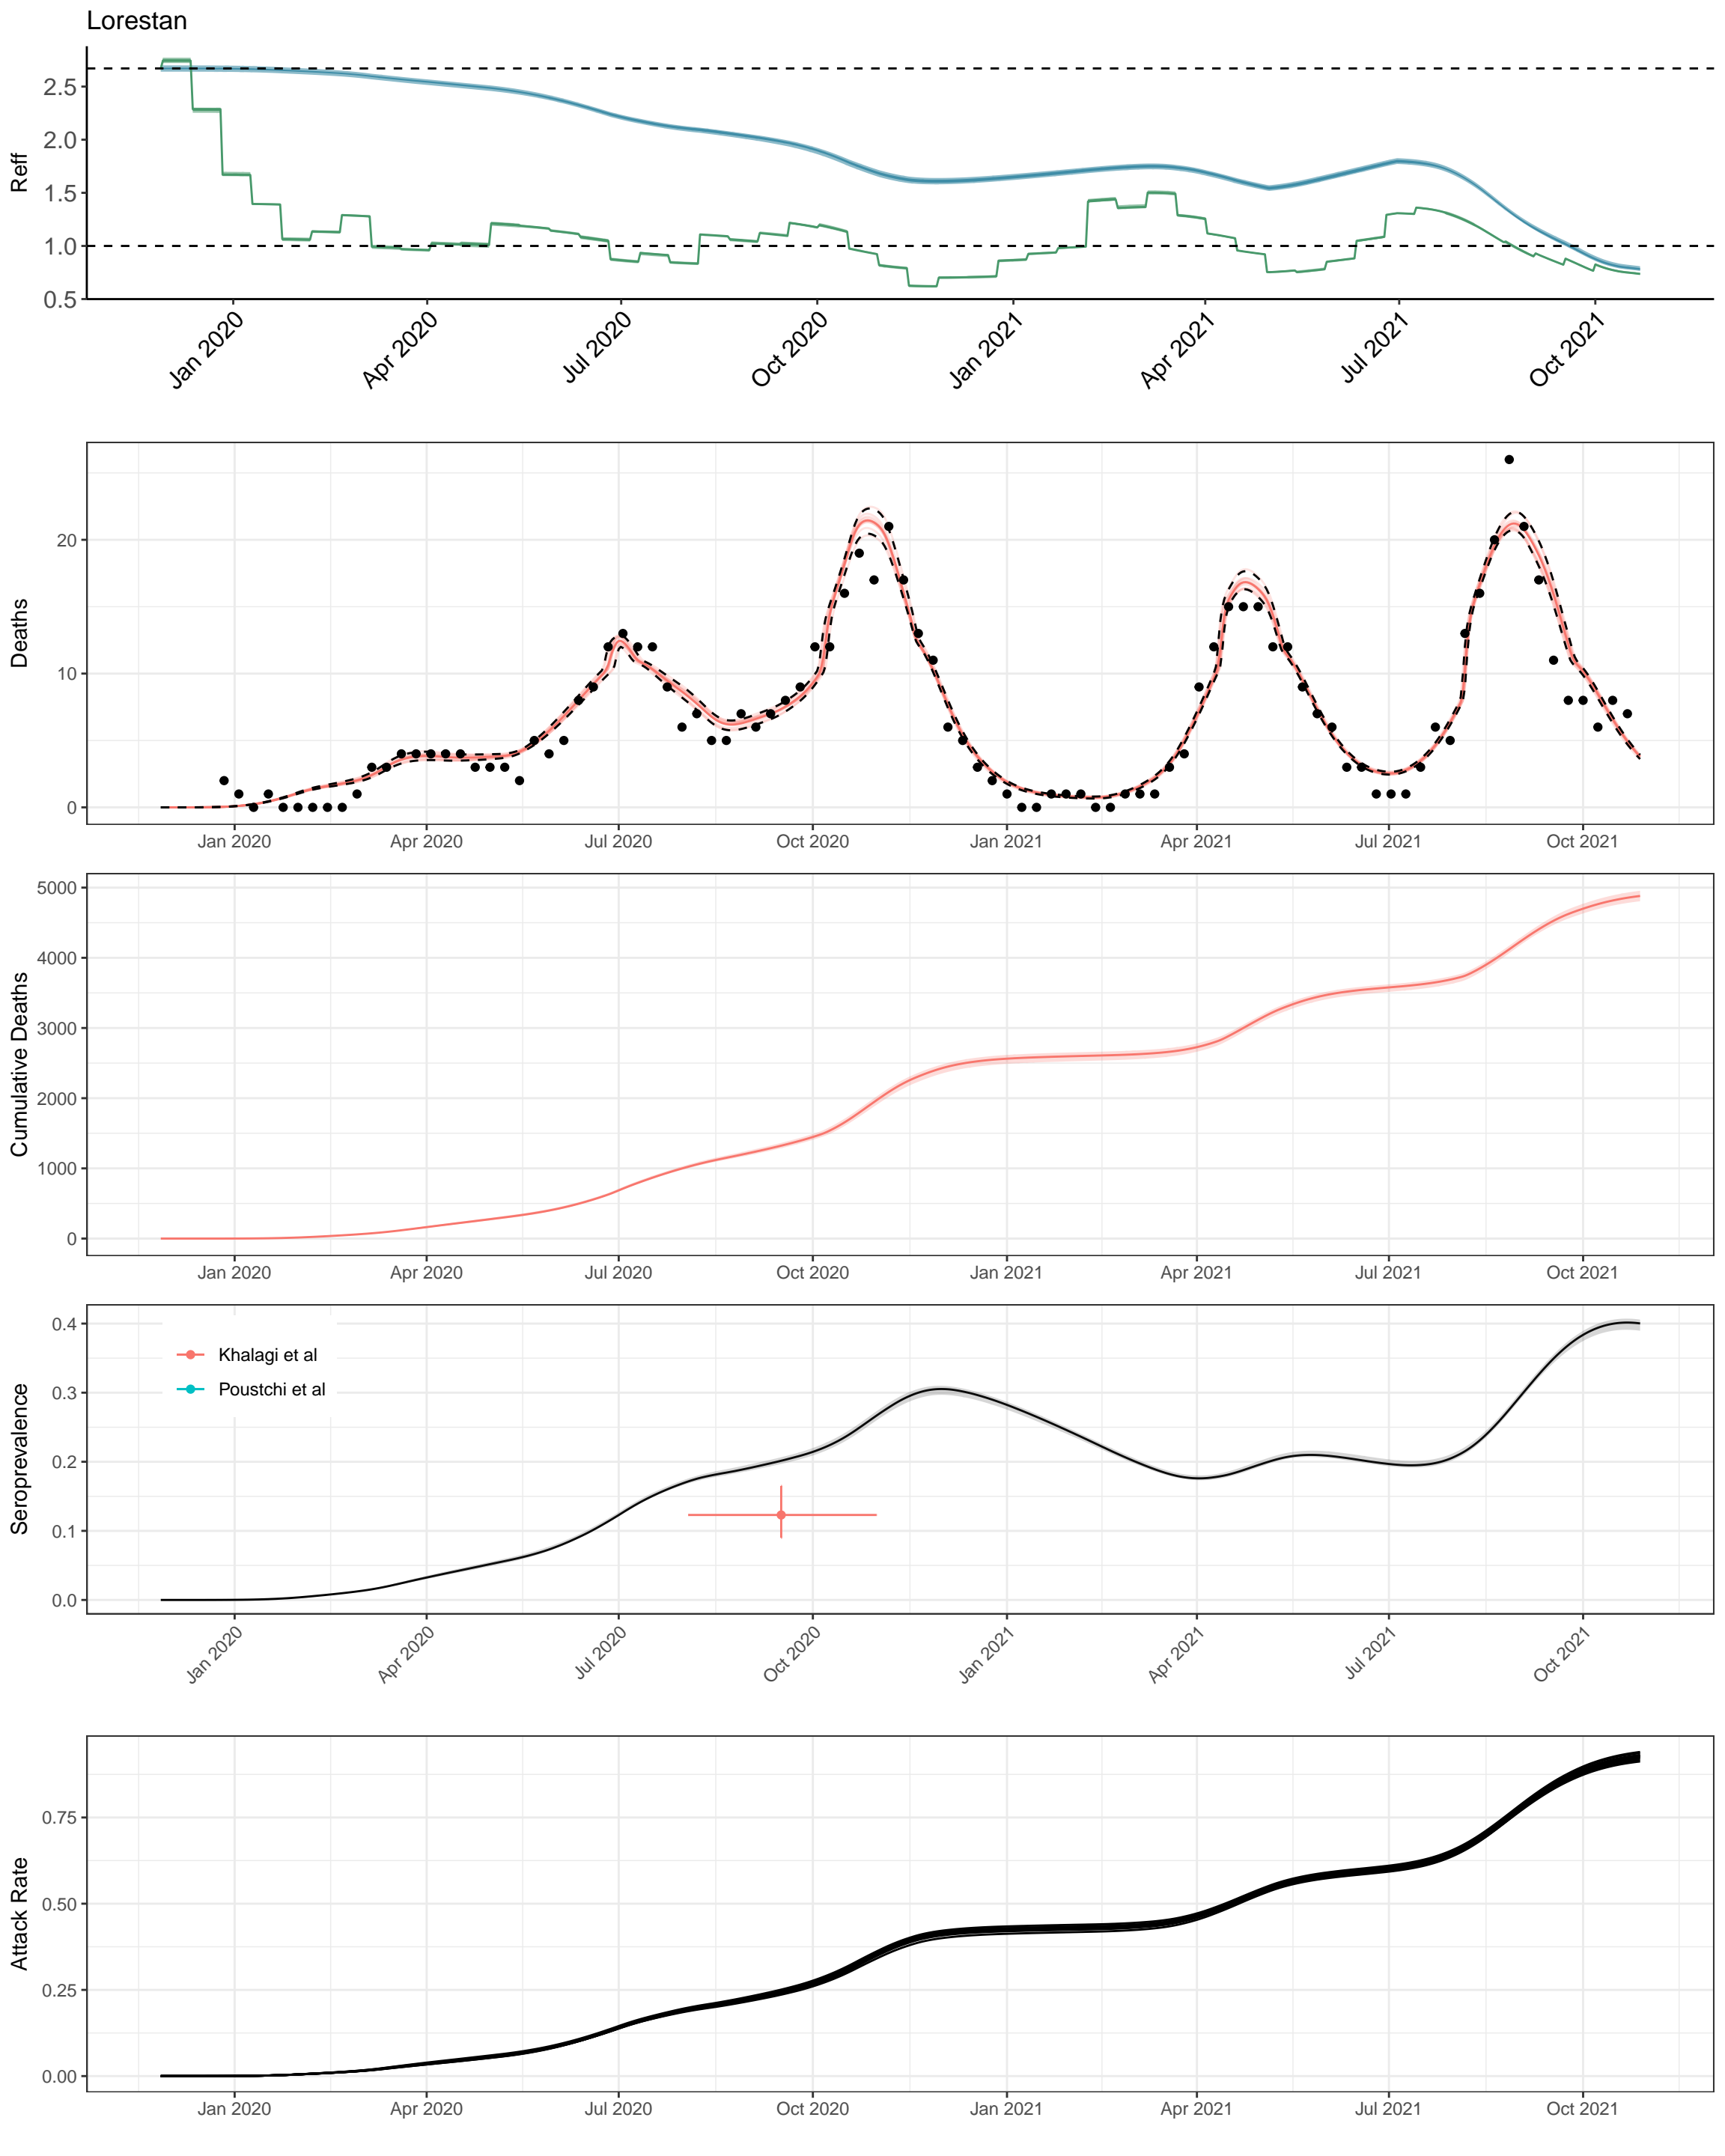 Lorestan
Reff
2.5
2.0
1.5
1.0
0.5
Jan 2020 Apr 2020 Jul 2020 Oct 2020 Jan 2021 Apr 2021 Jul 2021 Oct 2021
Deaths
20
10
0
Jan 2020 Apr 2020 Jul 2020 Oct 2020 Jan 2021 Apr 2021 Jul 2021 Oct 2021
Cumulative Deaths
5000
4000
3000
2000
1000
0
Jan 2020 Apr 2020 Jul 2020 Oct 2020 Jan 2021 Apr 2021 Jul 2021 Oct 2021
Seroprevalence
0.4
0.3
0.2
0.1
0.0
Khalagi et al
Poustchi et al
Jan 2020 Apr 2020 Jul 2020 Oct 2020 Jan 2021 Apr 2021 Jul 2021 Oct 2021
Attack Rate
0.75
0.50
0.25
0.00
Jan 2020 Apr 2020 Jul 2020 Oct 2020 Jan 2021 Apr 2021 Jul 2021 Oct 2021